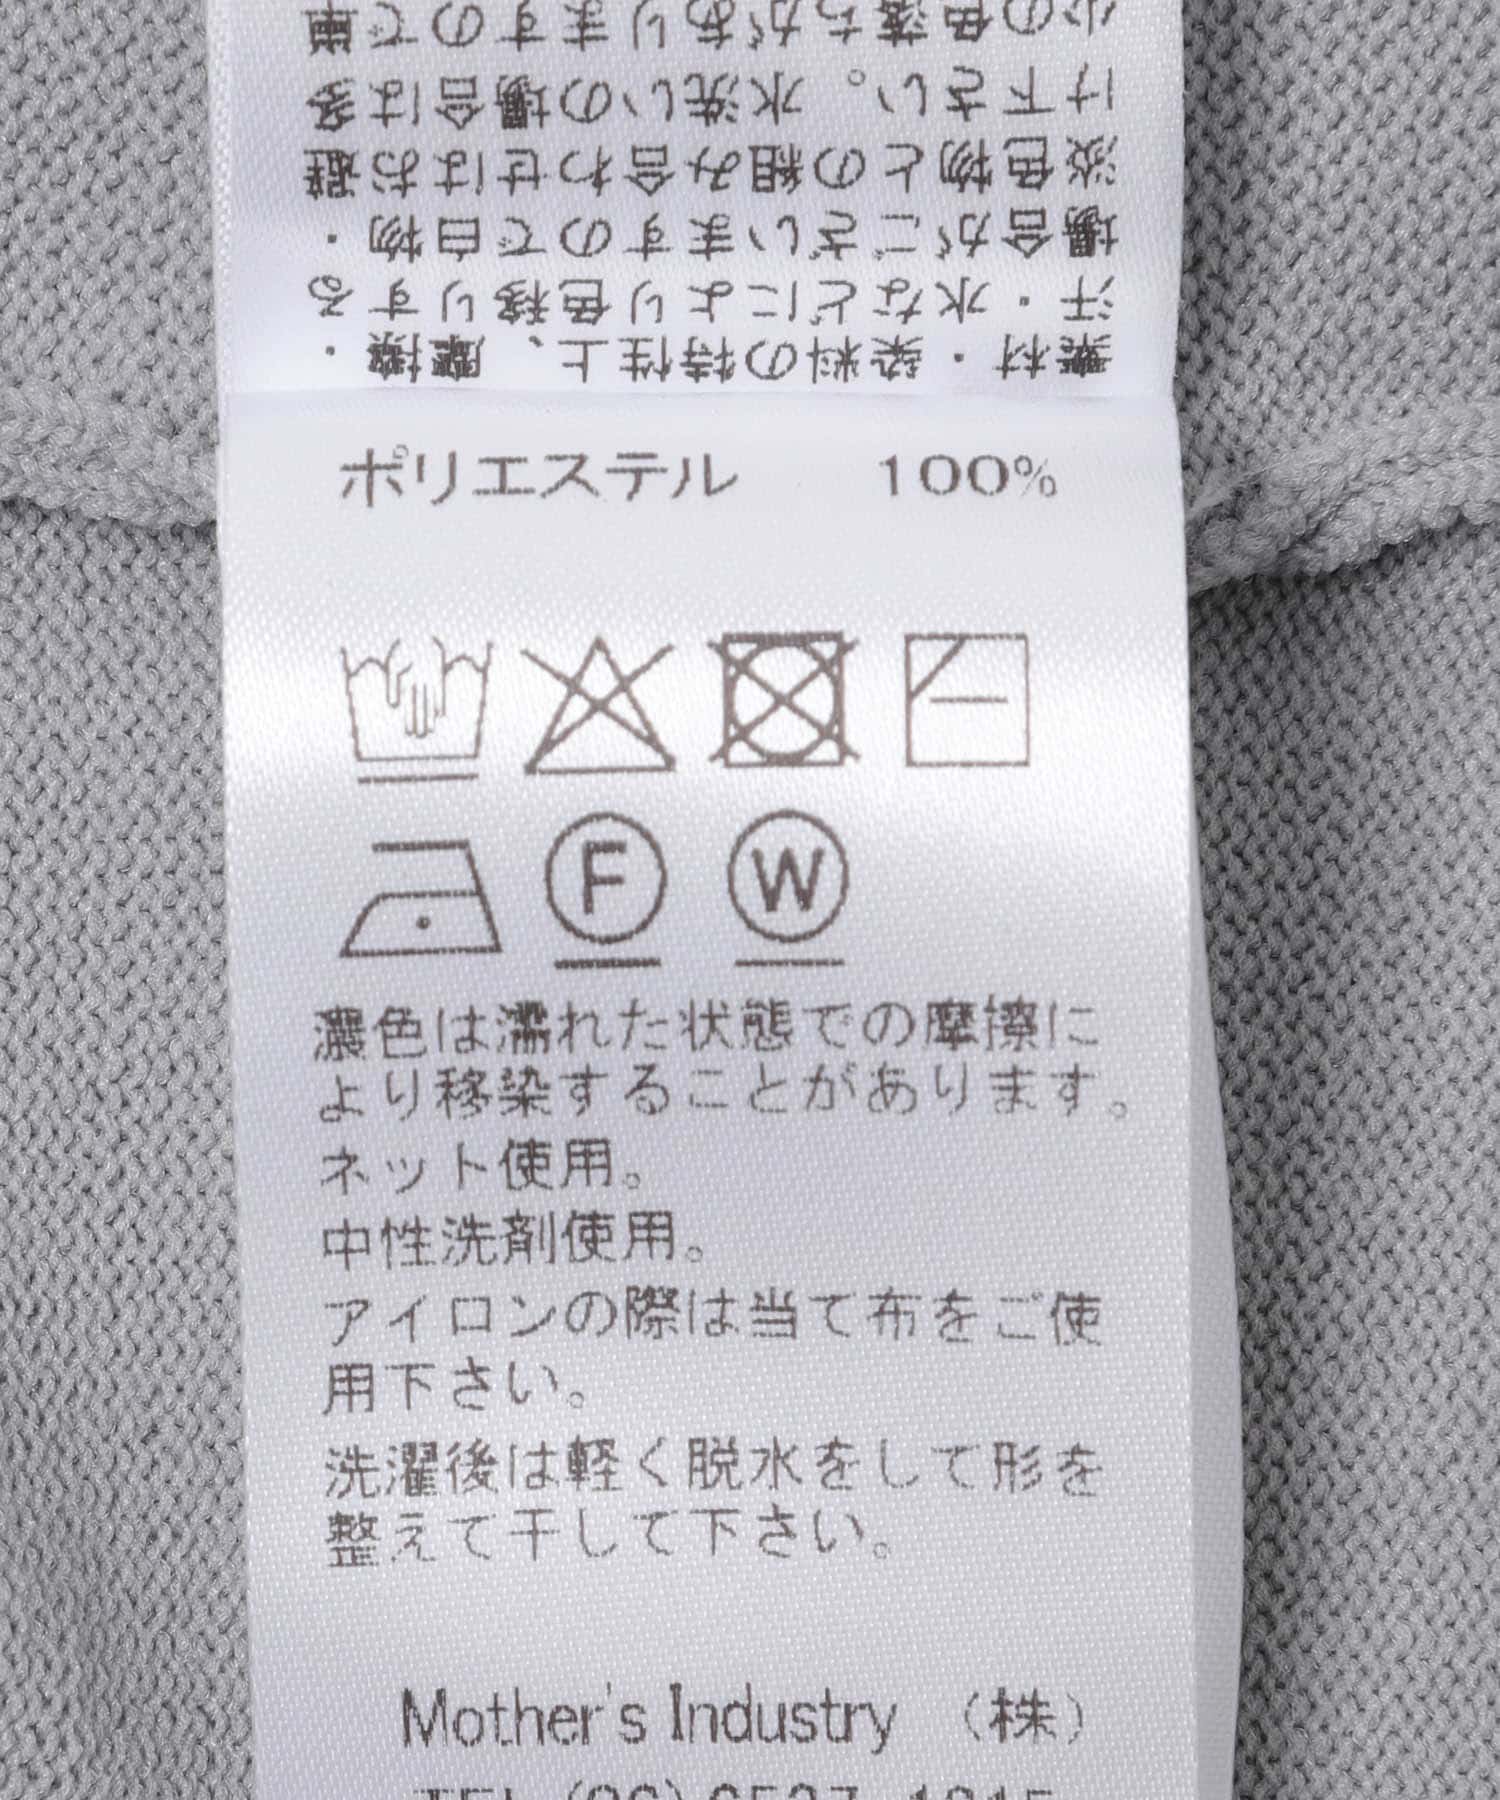 素材・染料の特性上、摩擦・
汗・水などにより色移りする
場合がございますので白物・
淡色物との組み合わせはお避
け下さい。水洗いの場合は多
少の色落ちがありますので
ポリエステル 100%
F W
濃色は濡れた状態での摩擦に
より移染することがあります。
ネット使用。
中性洗剤使用。
アイロンの際は当て布をご使
用下さい。
洗濯後は軽く脱水をして形を
整えて干して下さい。
Mother's Industry (株)